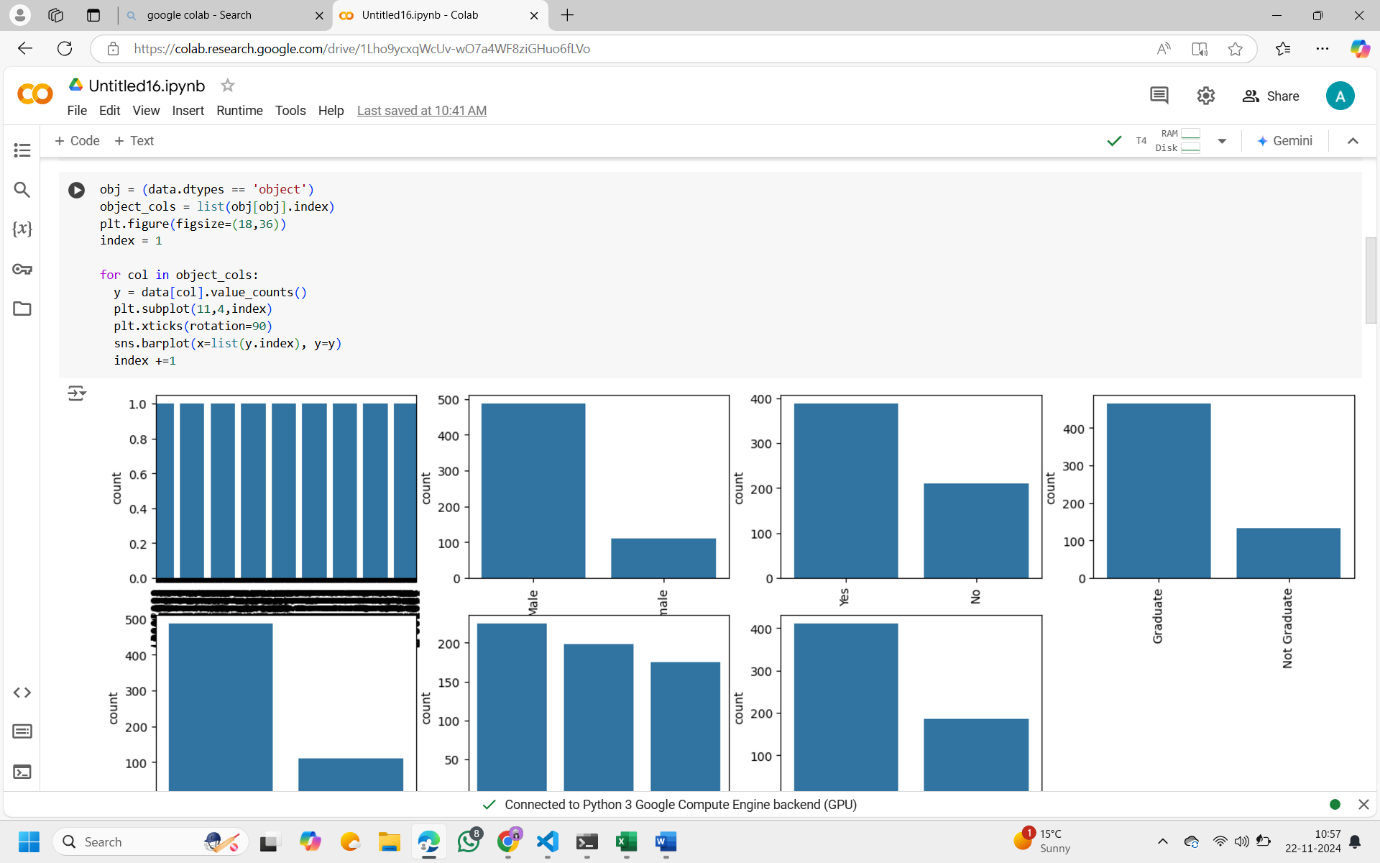 google colab - Search
Untitled16.ipynb - Colab
https://colab.research.google.com/drive/1Lho9ycxqWcUv-wO7a4WF8ziGHuo6fLVo
Untitled16.ipynb
File Edit View Insert Runtime Tools Help Last saved at 10:41 AM
Share
A
+ Code + Text
T4
RAM
Disk
Gemini
obj = (data.dtypes == 'object')
object_cols = list(obj[obj].index)
plt.figure(figsize=(18,36))
index = 1
for col in object_cols:
y = data[col].value_counts()
plt.subplot(11,4,index)
plt.xticks(rotation=90)
sns.barplot(x=list(y.index), y=y)
index +=1
1.0
0.8
0.6
0.4
0.2
0.0
count
500
400
300
200
100
0
count
Male
male
400
300
200
100
0
count
Yes
No
400
300
200
100
0
count
Graduate
Not Graduate
500
400
300
200
100
count
200
150
100
50
count
400
300
200
100
count
Connected to Python 3 Google Compute Engine backend (GPU)
Search
8
1
15°C
Sunny
10:57
22-11-2024